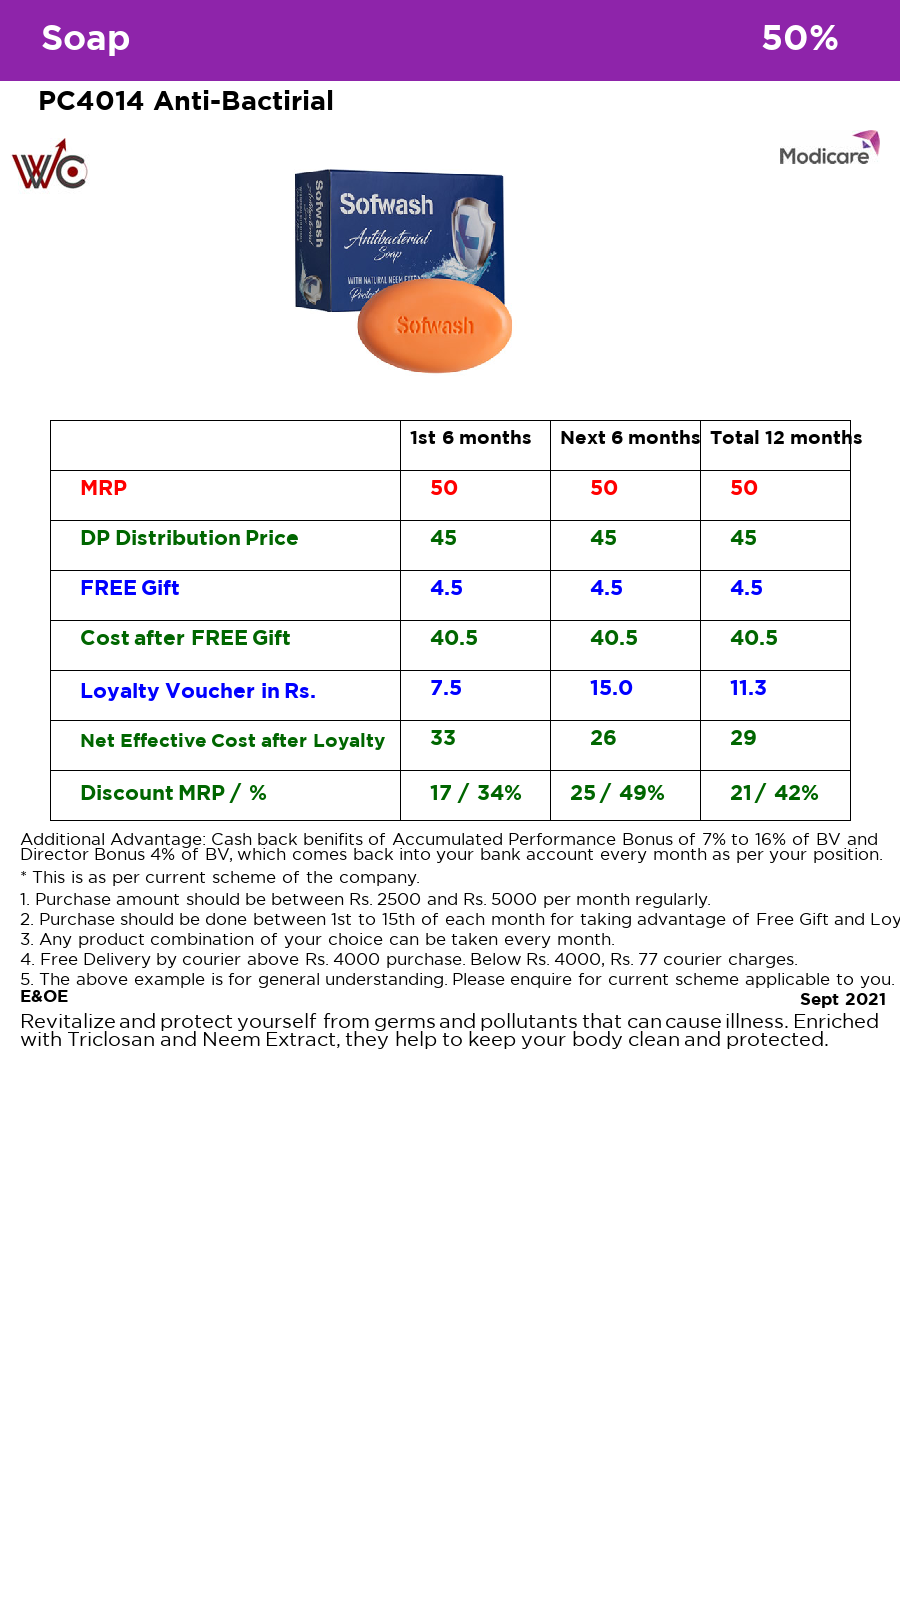 Soap 50%
PC4014 Anti-Bactirial
WC
Modicare
Sofwash
Sofwash
Antibacterial
Soap
WITH NATURAL NEEM
Sofwash
1st 6 months Next 6 months Total 12 months
MRP 50 50 50
DP Distribution Price 45 45 45
FREE Gift 4.5 4.5 4.5
Cost after FREE Gift 40.5 40.5 40.5
Loyalty Voucher in Rs. 7.5 15.0 11.3
Net Effective Cost after Loyalty 33 26 29
Discount MRP / % 17 / 34% 25 / 49% 21 / 42%
Additional Advantage: Cash back benifits of Accumulated Performance Bonus of 7% to 16% of BV and
Director Bonus 4% of BV, which comes back into your bank account every month as per your position.
* This is as per current scheme of the company.
1. Purchase amount should be between Rs. 2500 and Rs. 5000 per month regularly.
2. Purchase should be done between 1st to 15th of each month for taking advantage of Free Gift and Loy
3. Any product combination of your choice can be taken every month.
4. Free Delivery by courier above Rs. 4000 purchase. Below Rs. 4000, Rs. 77 courier charges.
5. The above example is for general understanding. Please enquire for current scheme applicable to you.
E&OE Sept 2021
Revitalize and protect yourself from germs and pollutants that can cause illness. Enriched
with Triclosan and Neem Extract, they help to keep your body clean and protected.